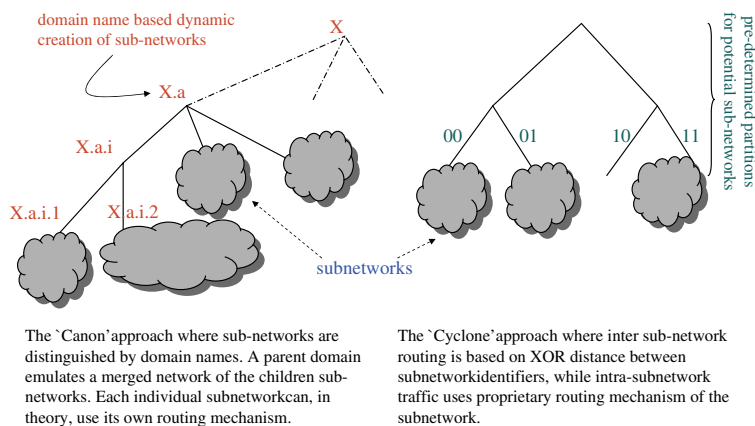 domain name based dynamic
creation of sub-networks
X
X.a
X.a.i
X.a.i.1
X.a.i.2
subnetworks
00
01
10
11
pre-determined partitions
for potential sub-networks
The `Canon'approach where sub-networks are
distinguished by domain names. A parent domain
emulates a merged network of the children sub-
networks. Each individual subnetworkcan, in
theory, use its own routing mechanism.
The `Cyclone'approach where inter sub-network
routing is based on XOR distance between
subnetworkidentifiers, while intra-subnetwork
traffic uses proprietary routing mechanism of the
subnetwork.